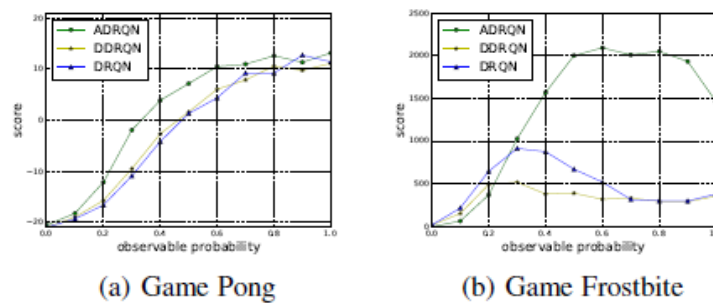 ADRQN
DDRQN
DRQN
score
20
10
0
−10
−20
0.0 0.2 0.4 0.6 0.8 1.0
observable probability
(a) Game Pong
ADRQN
DDRQN
DRQN
score
2500
2000
1500
1000
500
0
0.0 0.2 0.4 0.6 0.8 1.0
observable probability
(b) Game Frostbite